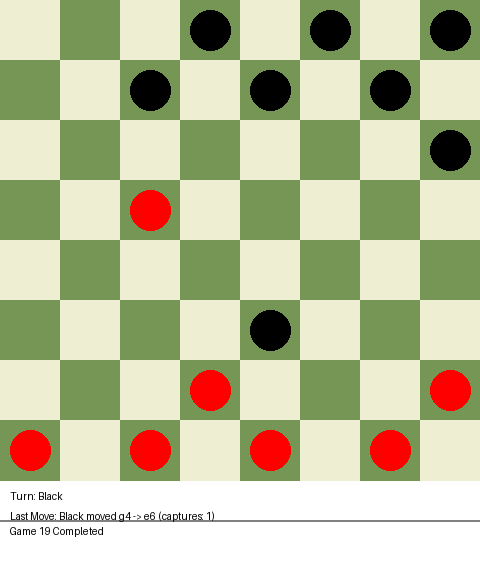 Turn: Black
Last Move: Black moved g4 -> e6 (captures: 1)
Game 19 Completed